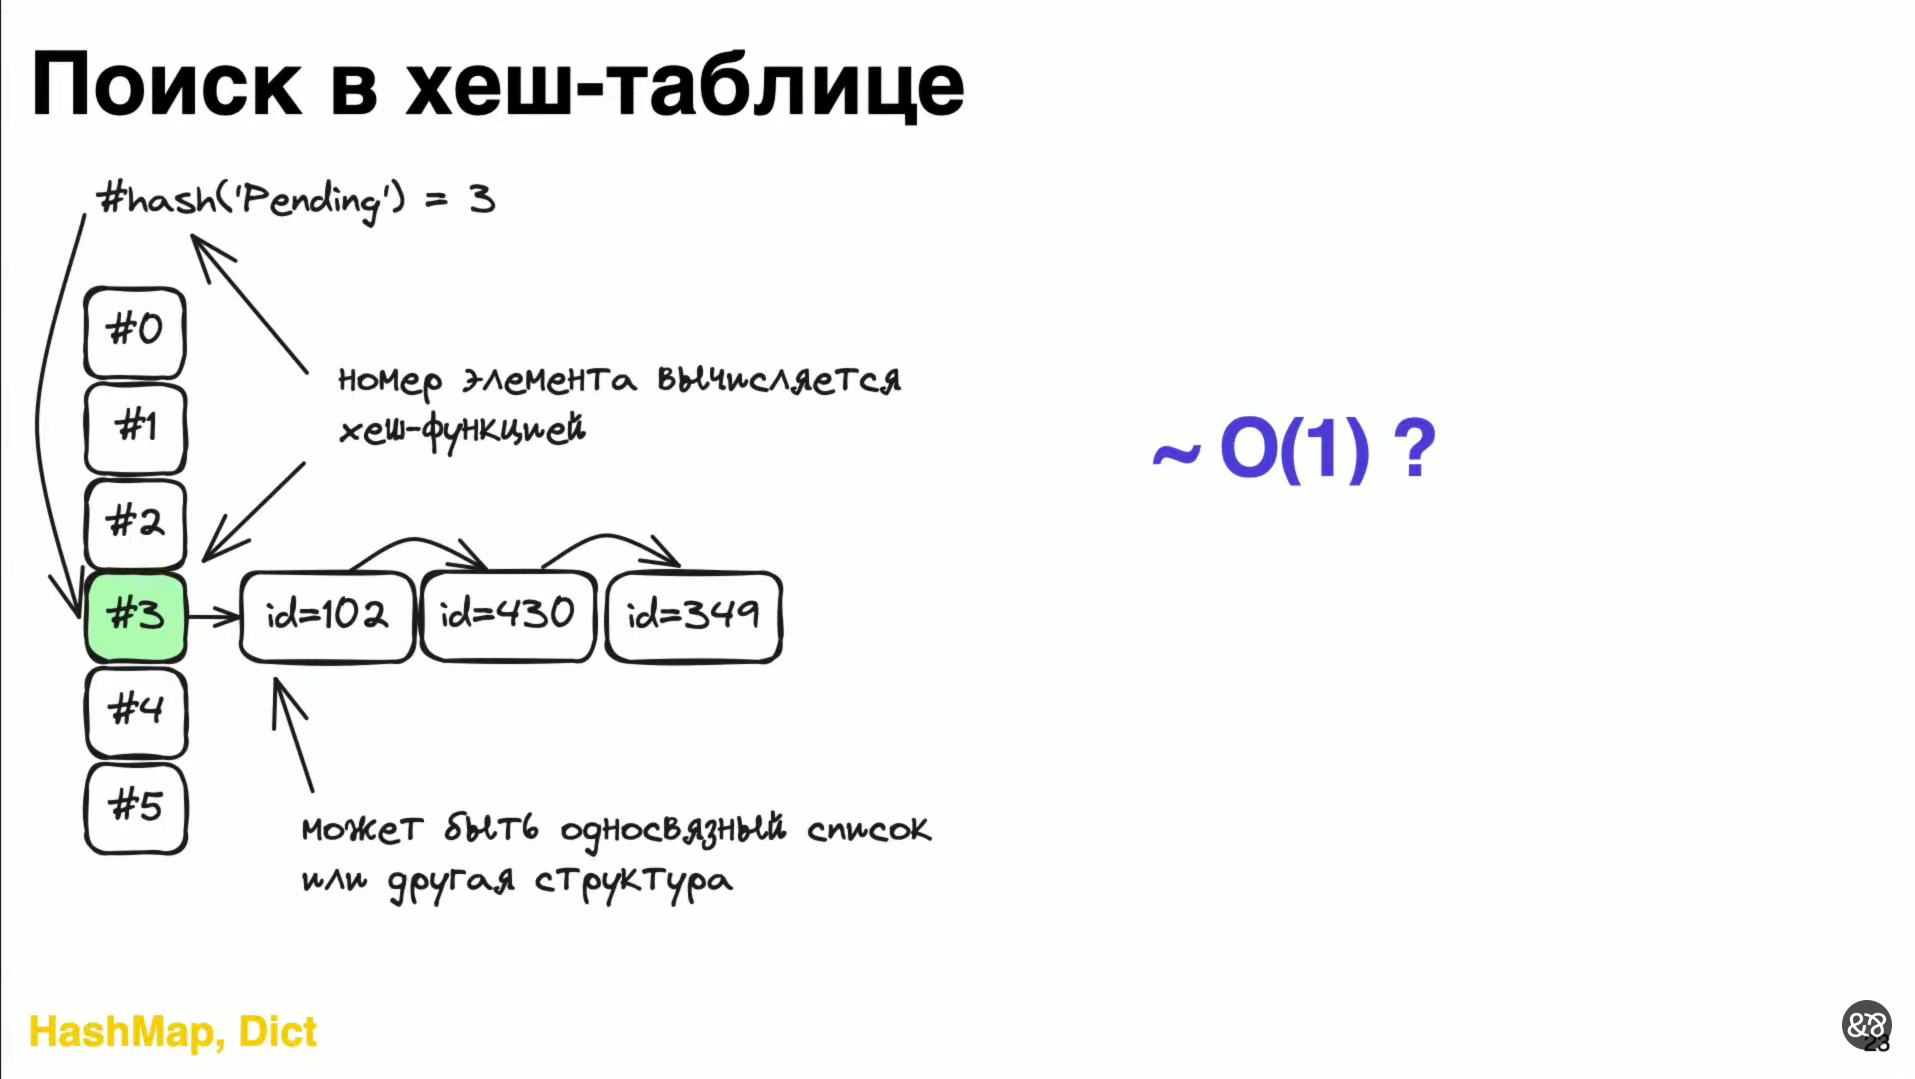 Поиск в хеш-таблице
#hash('Pending') = 3
#0
#1
#2
#3
#4
#5
номер элемента вычисляется
хеш-функцией
id=102
id=430
id=349
может быть односвязный список
или другая структура
~ O(1) ?
HashMap, Dict
23